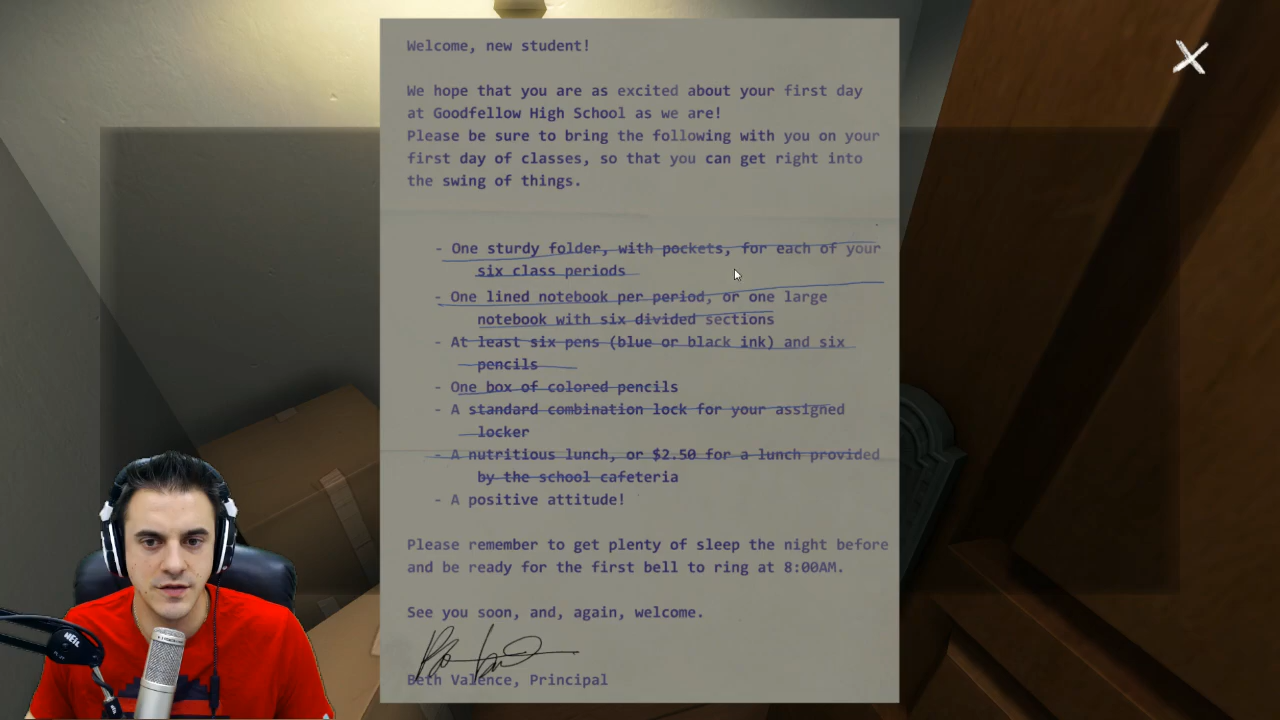 Welcome, new student!
We hope that you are as excited about your first day
at Goodfellow High School as we are!
Please be sure to bring the following with you on your
first day of classes, so that you can get right into
the swing of things.
- One sturdy folder, with pockets, for each of your
six class periods
- One lined notebook per period, or one large
notebook with six divided sections
- At least six pens (blue or black ink) and six
pencils
- One box of colored pencils
- A standard combination lock for your assigned
locker
- A nutritious lunch, or $2.50 for a lunch provided
by the school cafeteria
- A positive attitude!
Please remember to get plenty of sleep the night before
and be ready for the first bell to ring at 8:00AM.
See you soon, and, again, welcome.
Beth Valence, Principal